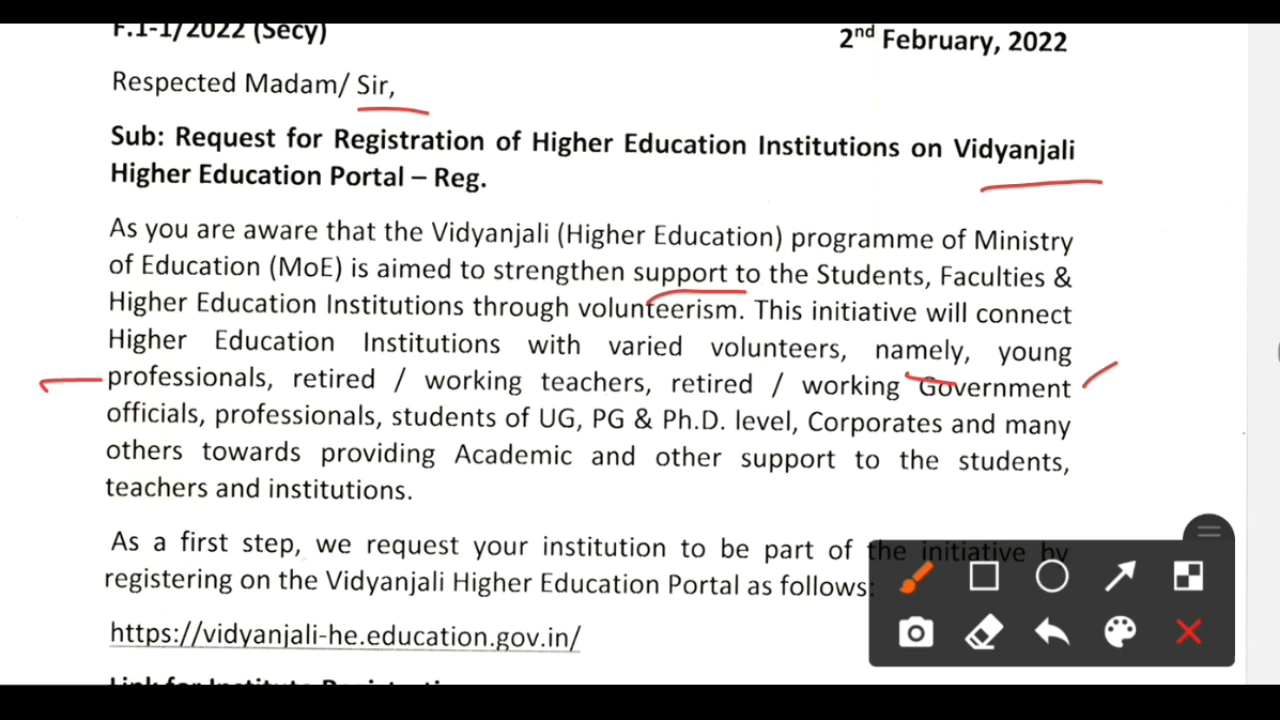 F.1-1/2022 (Secy)
2nd February, 2022
Respected Madam/ Sir,
Sub: Request for Registration of Higher Education Institutions on Vidyanjali
Higher Education Portal – Reg.
As you are aware that the Vidyanjali (Higher Education) programme of Ministry
of Education (MoE) is aimed to strengthen support to the Students, Faculties &
Higher Education Institutions through volunteerism. This initiative will connect
Higher Education Institutions with varied volunteers, namely, young
professionals, retired / working teachers, retired / working Government
officials, professionals, students of UG, PG & Ph.D. level, Corporates and many
others towards providing Academic and other support to the students,
teachers and institutions.
As a first step, we request your institution to be part of the initiative by
registering on the Vidyanjali Higher Education Portal as follows:
https://vidyanjali-he.education.gov.in/
Link for Institute